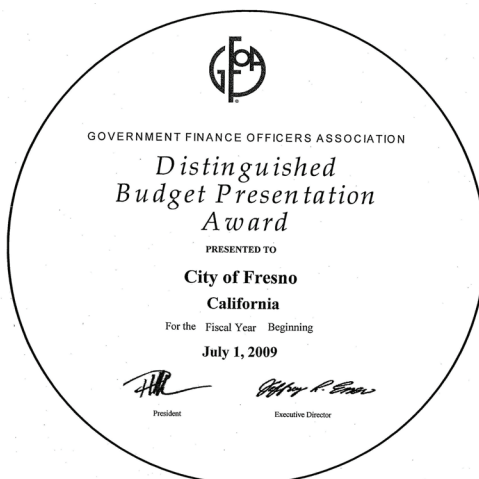 GFOA
GOVERNMENT FINANCE OFFICERS ASSOCIATION
Distinguished
Budget Presentation
Award
PRESENTED TO
City of Fresno
California
For the Fiscal Year Beginning
July 1, 2009
President
Executive Director